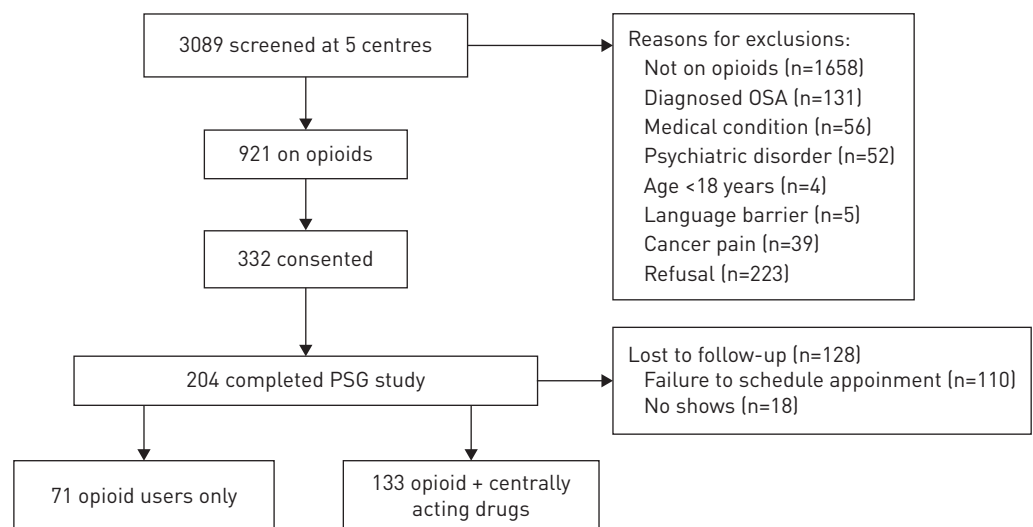 3089 screened at 5 centres
Reasons for exclusions:
Not on opioids (n=1658)
Diagnosed OSA (n=131)
Medical condition (n=56)
Psychiatric disorder (n=52)
Age <18 years (n=4)
Language barrier (n=5)
Cancer pain (n=39)
Refusal (n=223)
921 on opioids
332 consented
204 completed PSG study
Lost to follow-up (n=128)
Failure to schedule appoinment (n=110)
No shows (n=18)
71 opioid users only
133 opioid + centrally
acting drugs